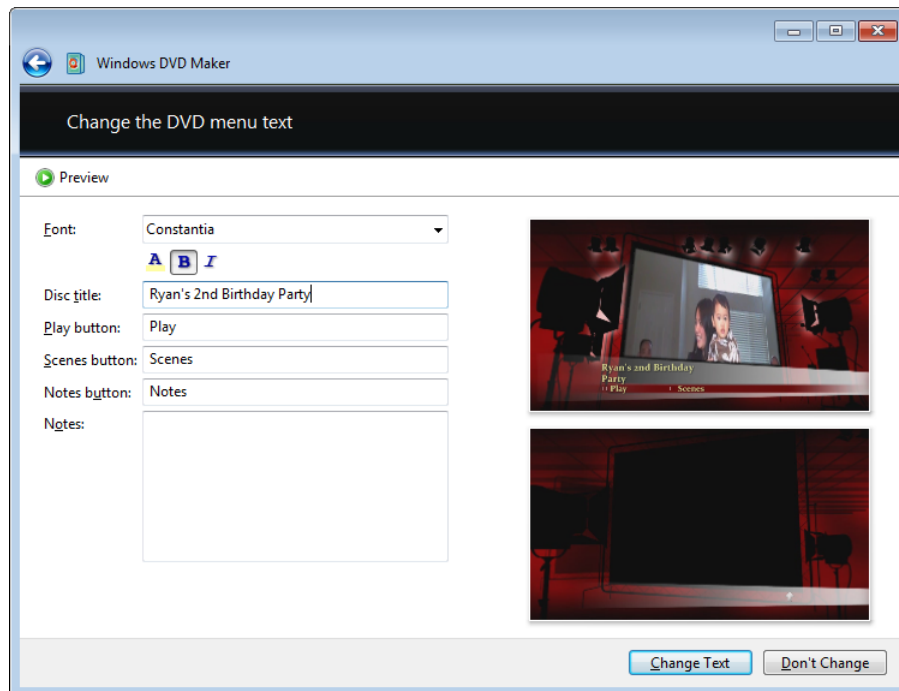 Windows DVD Maker
Change the DVD menu text
Preview
Font: Constantia
A B I
Disc title: Ryan's 2nd Birthday Party
Play button: Play
Scenes button: Scenes
Notes button: Notes
Notes:
Ryan's 2nd Birthday
Party
Play Scenes
Change Text Don't Change